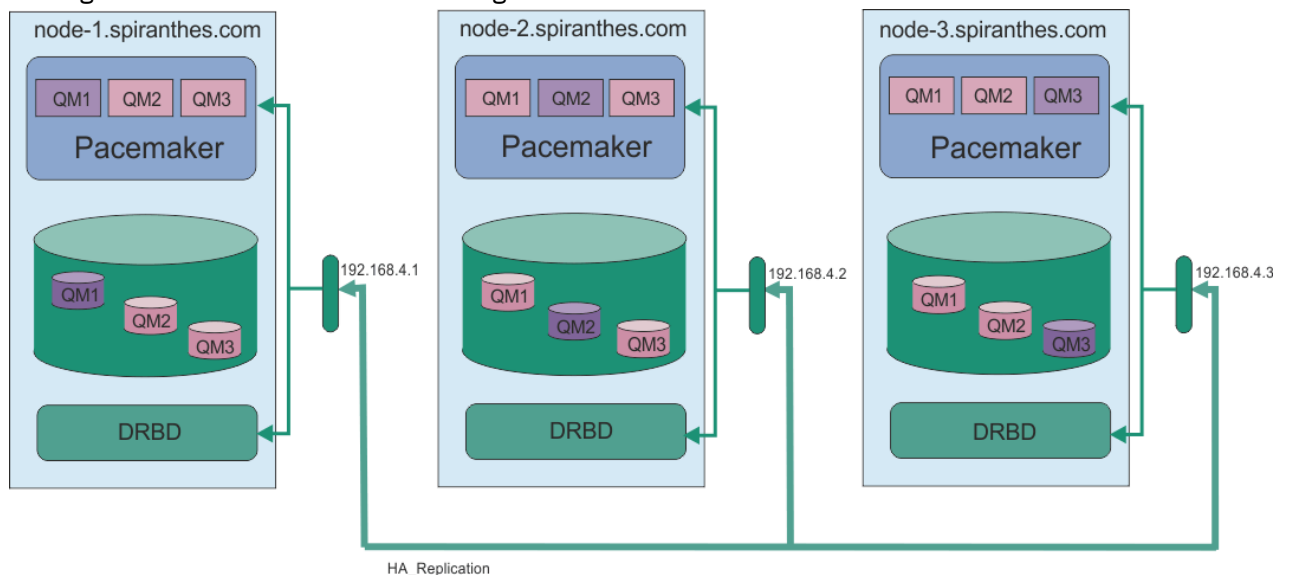 node-1.spiranthes.com
QM1 QM2 QM3
Pacemaker
QM1
QM2
QM3
DRBD
192.168.4.1
node-2.spiranthes.com
QM1 QM2 QM3
Pacemaker
QM1
QM2
QM3
DRBD
192.168.4.2
node-3.spiranthes.com
QM1 QM2 QM3
Pacemaker
QM1
QM2
QM3
DRBD
192.168.4.3
HA Replication